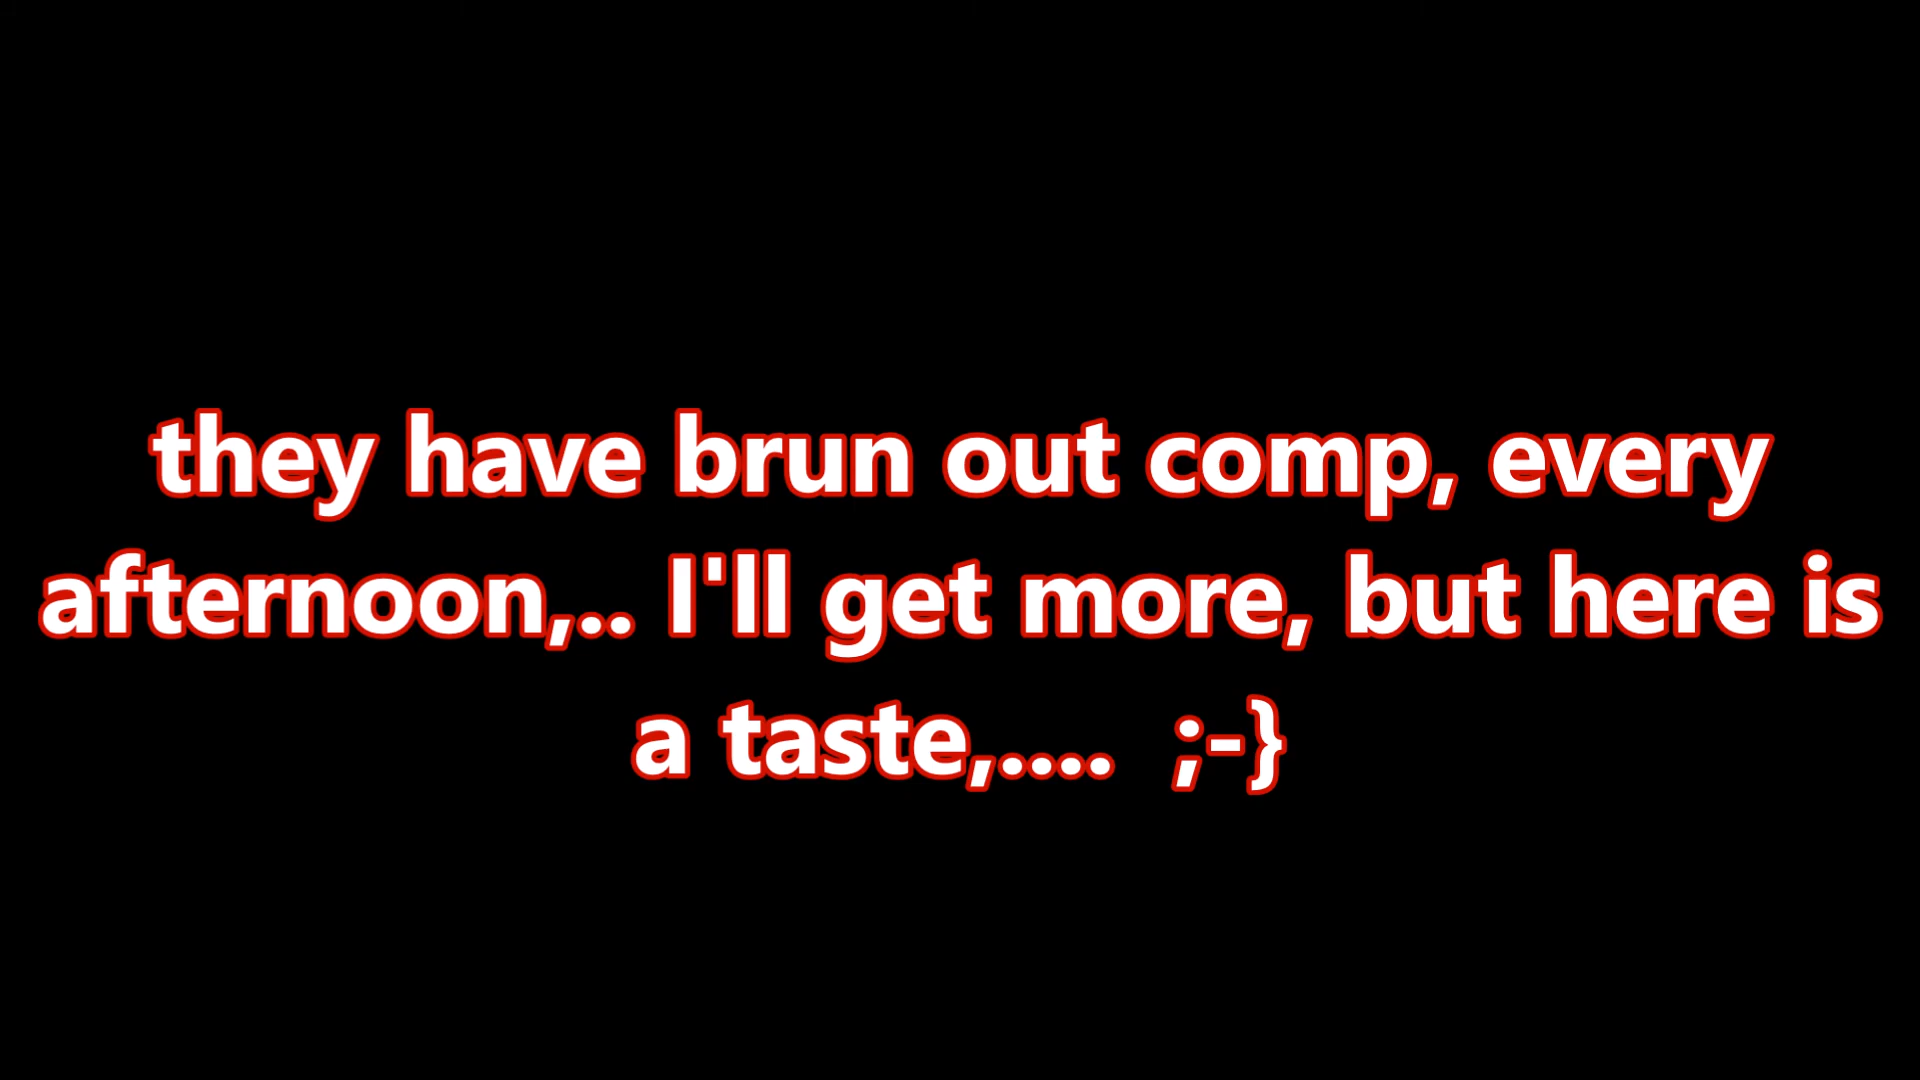 they have brun out comp, every
afternoon,.. I'll get more, but here is
a taste,....  ;-}